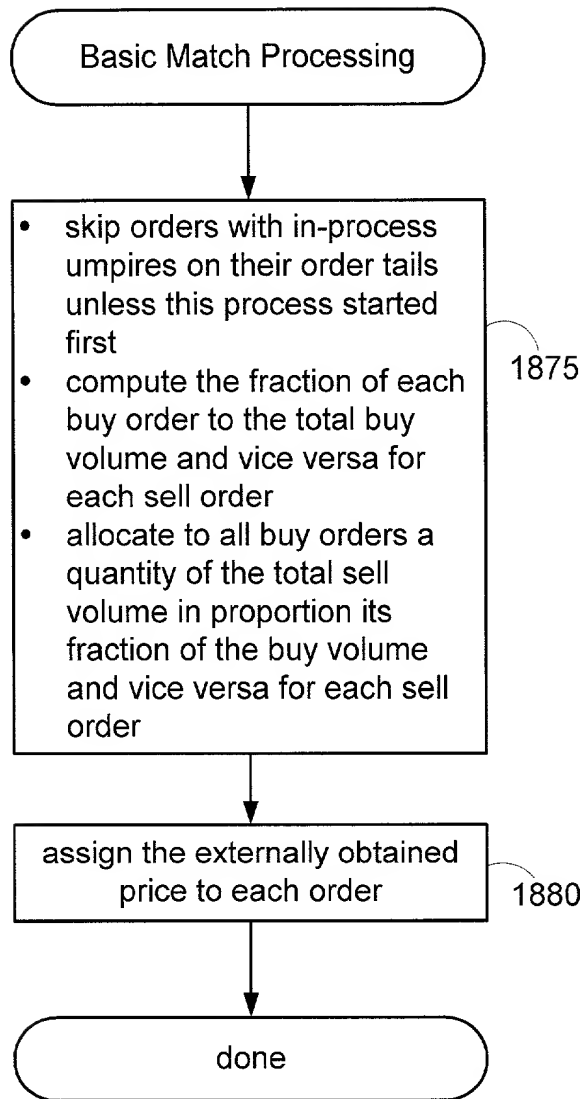 Basic Match Processing
• skip orders with in-process
umpires on their order tails
unless this process started
first
• compute the fraction of each
buy order to the total buy
volume and vice versa for
each sell order
• allocate to all buy orders a
quantity of the total sell
volume in proportion its
fraction of the buy volume
and vice versa for each sell
order
1875
assign the externally obtained
price to each order
1880
done